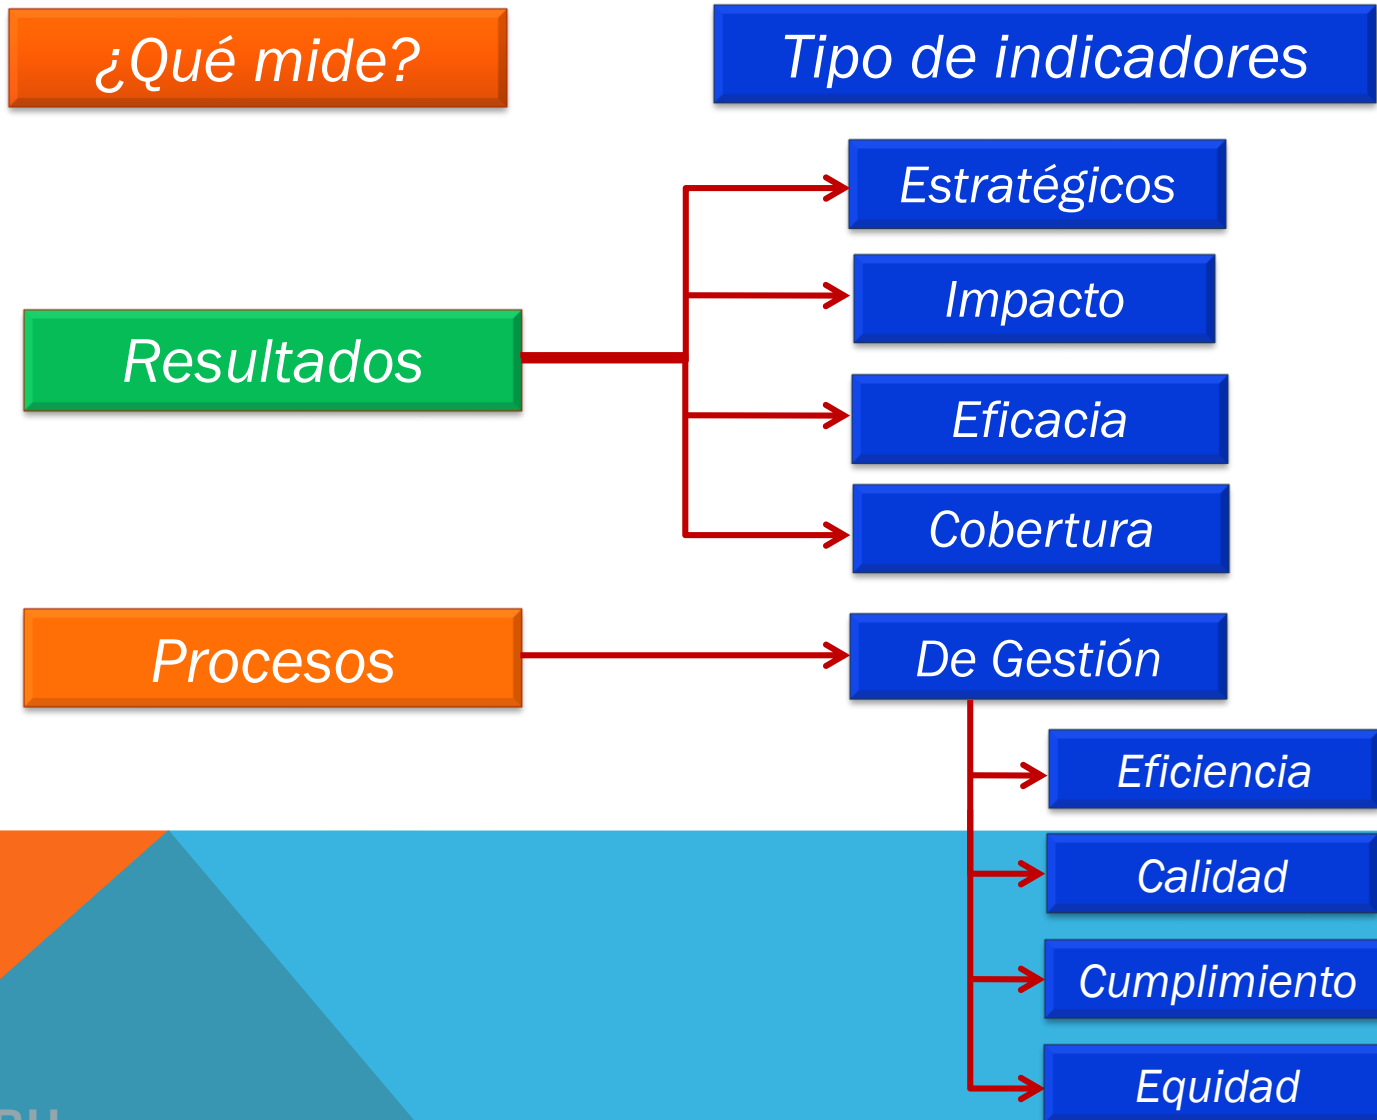 ¿Qué mide?
Tipo de indicadores
Estratégicos
Impacto
Resultados
Eficacia
Cobertura
Procesos
De Gestión
Eficiencia
Calidad
Cumplimiento
Equidad